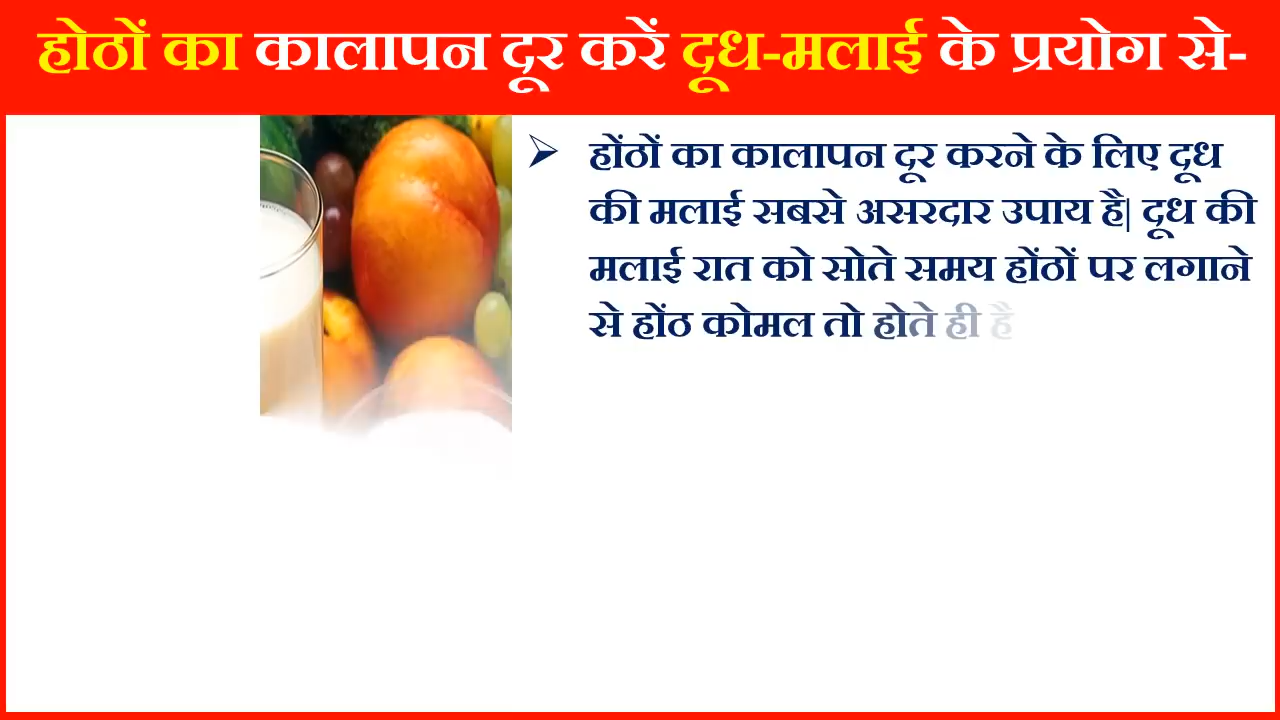 होठों का कालापन दूर करें दूध-मलाई के प्रयोग से-
होंठों का कालापन दूर करने के लिए दूध
की मलाई सबसे असरदार उपाय है| दूध की
मलाई रात को सोते समय होंठों पर लगाने
से होंठ कोमल तो होते ही है